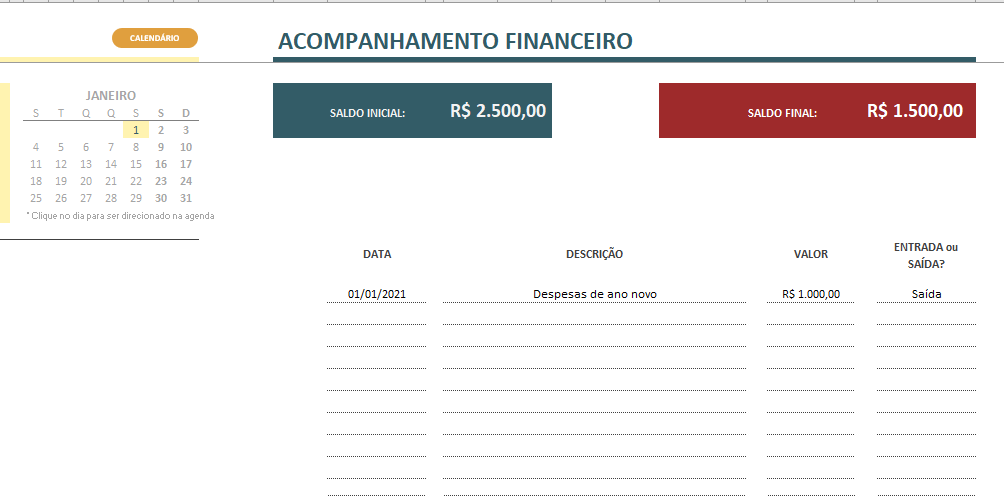 CALENDÁRIO
ACOMPANHAMENTO FINANCEIRO
JANEIRO
S T Q Q S S D
1 2 3
4 5 6 7 8 9 10
11 12 13 14 15 16 17
18 19 20 21 22 23 24
25 26 27 28 29 30 31
* Clique no dia para ser direcionado na agenda
SALDO INICIAL: R$ 2.500,00
SALDO FINAL: R$ 1.500,00
DATA DESCRIÇÃO VALOR ENTRADA ou
SAÍDA?
01/01/2021 Despesas de ano novo R$ 1.000,00 Saída